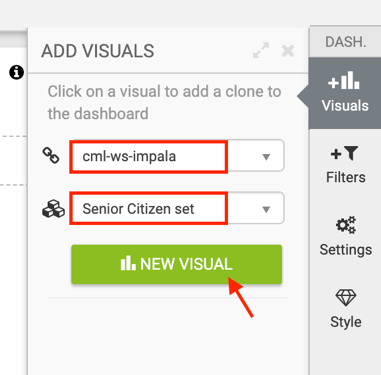 ADD VISUALS
Click on a visual to add a clone to
the dashboard
cml-ws-impala
Senior Citizen set
NEW VISUAL
DASH.
Visuals
Filters
Settings
Style